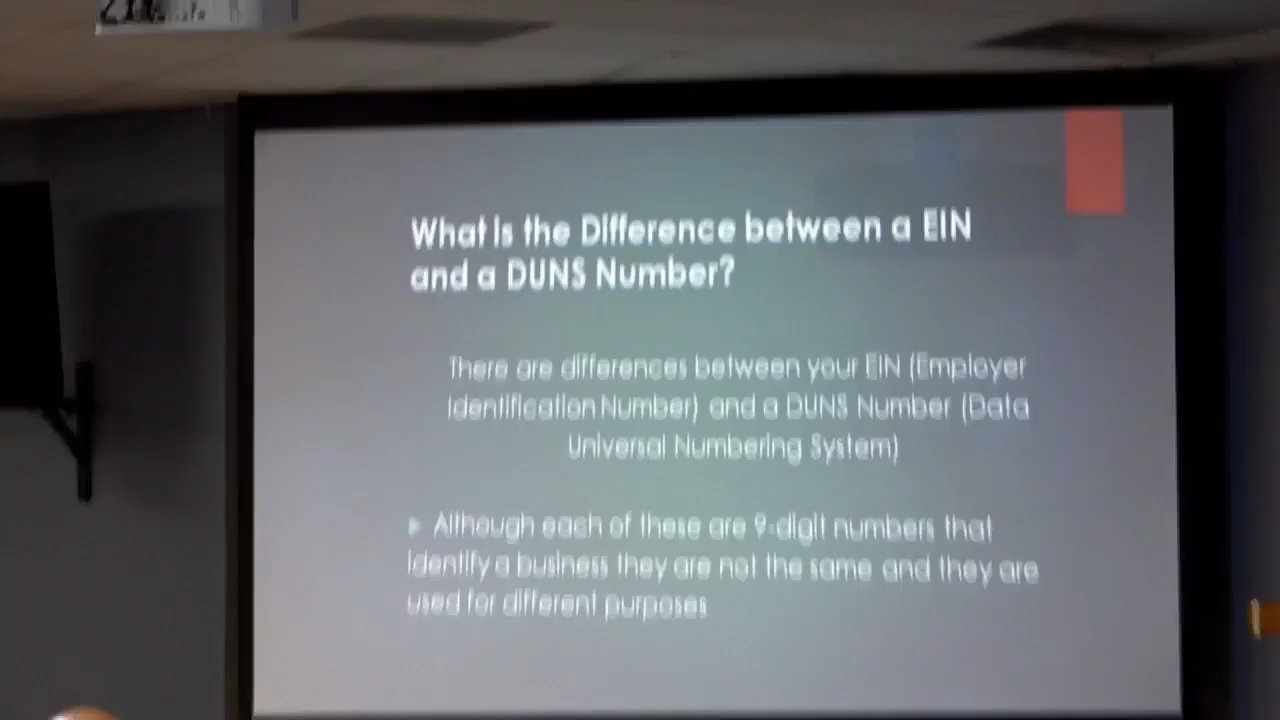 What is the Difference between a EIN
and a DUNS Number?
There are differences between your EIN (Employer
Identification Number) and a DUNS Number (Data
Universal Numbering System)
Although each of these are 9-digit numbers that
identify a business they are not the same and they are
used for different purposes